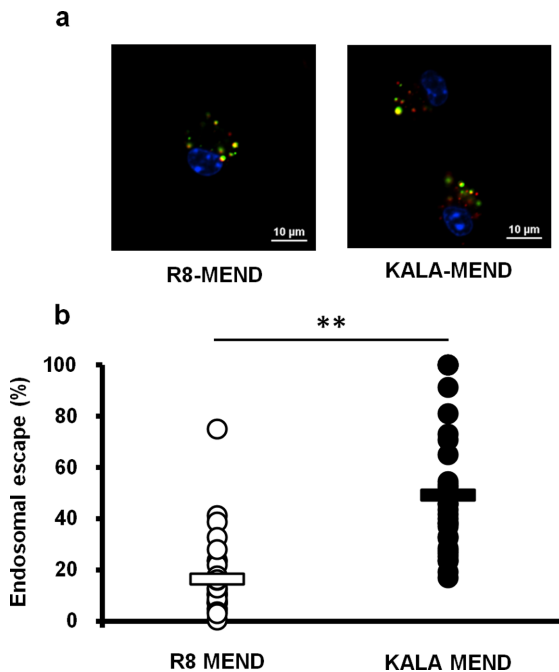 a
10 μm
10 μm
R8-MEND
KALA-MEND
b
**
Endosomal escape (%)
100
80
60
40
20
0
R8 MEND
KALA MEND